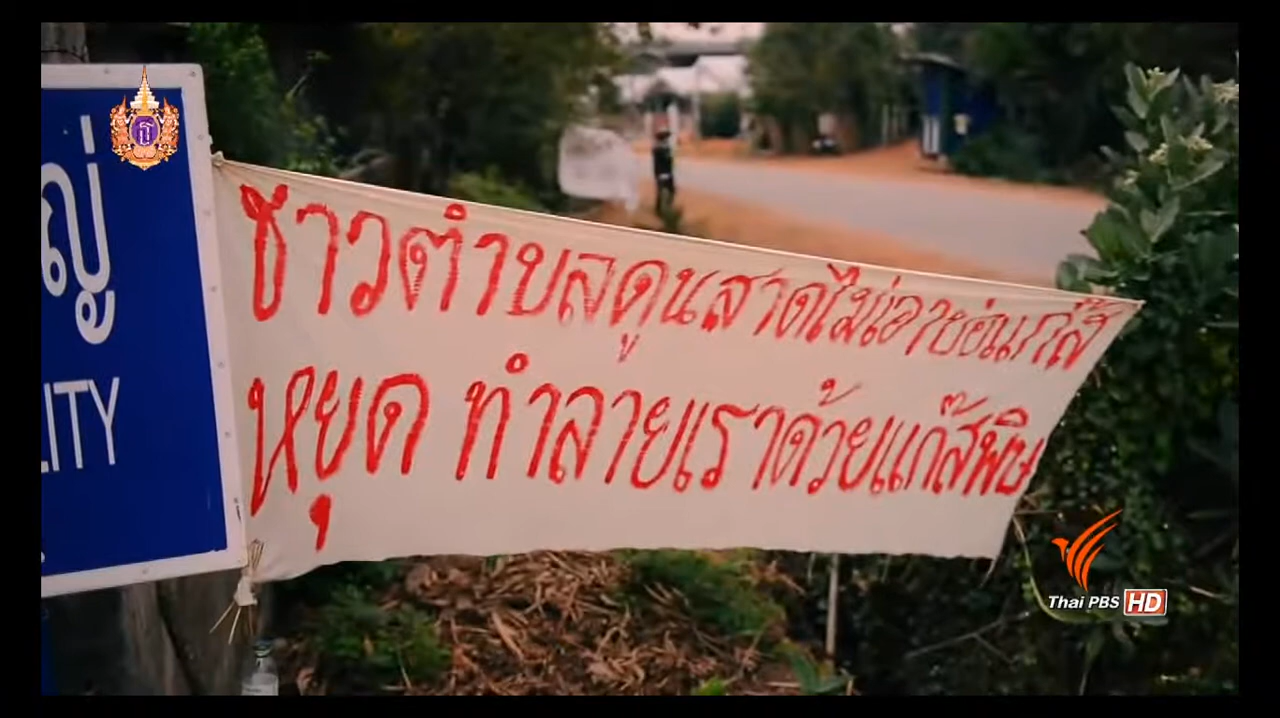 ญู่
LITY
ชาวตำบลดูนสาดไม่เอาบ่อแก๊ส
หยุด ทำลายเราด้วยแก๊สพิษ
Thai PBS HD